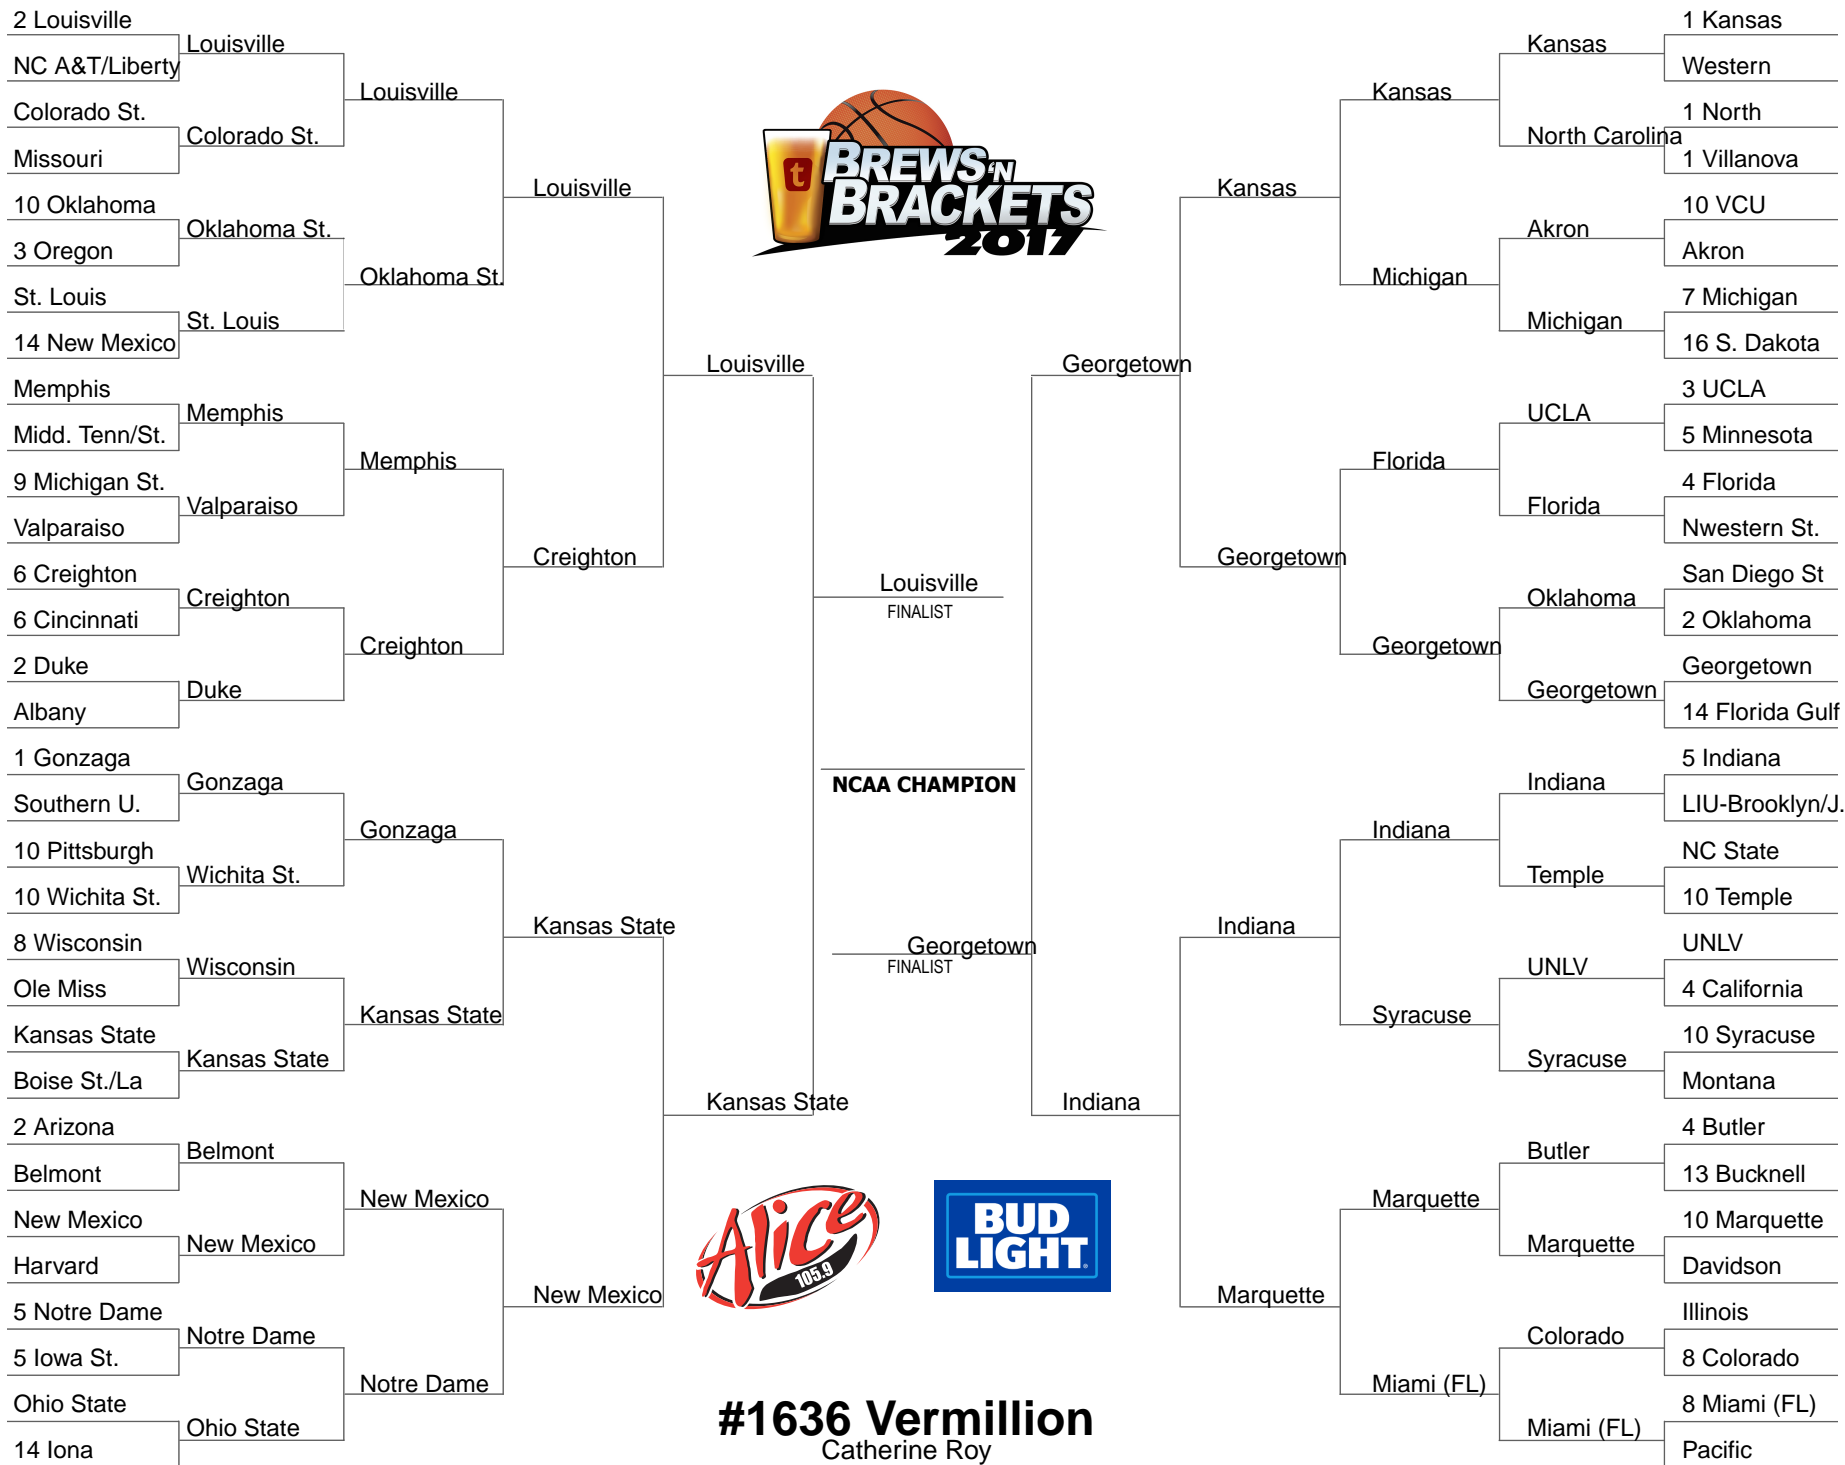 2 Louisville
NC A&T/Liberty
Colorado St.
Missouri
10 Oklahoma
3 Oregon
St. Louis
14 New Mexico
Memphis
Midd. Tenn/St.
9 Michigan St.
Valparaiso
6 Creighton
6 Cincinnati
2 Duke
Albany
1 Gonzaga
Southern U.
10 Pittsburgh
10 Wichita St.
8 Wisconsin
Ole Miss
Kansas State
Boise St./La
2 Arizona
Belmont
New Mexico
Harvard
5 Notre Dame
5 Iowa St.
Ohio State
14 Iona
Louisville
Colorado St.
Oklahoma St.
St. Louis
Memphis
Valparaiso
Creighton
Duke
Gonzaga
Wichita St.
Wisconsin
Kansas State
Belmont
New Mexico
Notre Dame
Ohio State
Louisville
Oklahoma St.
Memphis
Creighton
Gonzaga
Kansas State
New Mexico
Notre Dame
Louisville
Creighton
Kansas State
New Mexico
Louisville
Kansas State
t
BREWS 'N
BRACKETS
2017
Louisville
FINALIST
NCAA CHAMPION
Georgetown
FINALIST
Alice
105.9
BUD
LIGHT
#1636 Vermillion
Catherine Roy
Georgetown
Indiana
Kansas
Georgetown
Indiana
Marquette
Kansas
Michigan
Florida
Georgetown
Indiana
Syracuse
Marquette
Miami (FL)
Kansas
North Carolina
Akron
Michigan
UCLA
Florida
Oklahoma
Georgetown
Indiana
Temple
UNLV
Syracuse
Butler
Marquette
Colorado
Miami (FL)
1 Kansas
Western
1 North
1 Villanova
10 VCU
Akron
7 Michigan
16 S. Dakota
3 UCLA
5 Minnesota
4 Florida
Nwestern St.
San Diego St
2 Oklahoma
Georgetown
14 Florida Gulf
5 Indiana
LIU-Brooklyn/J.
NC State
10 Temple
UNLV
4 California
10 Syracuse
Montana
4 Butler
13 Bucknell
10 Marquette
Davidson
Illinois
8 Colorado
8 Miami (FL)
Pacific